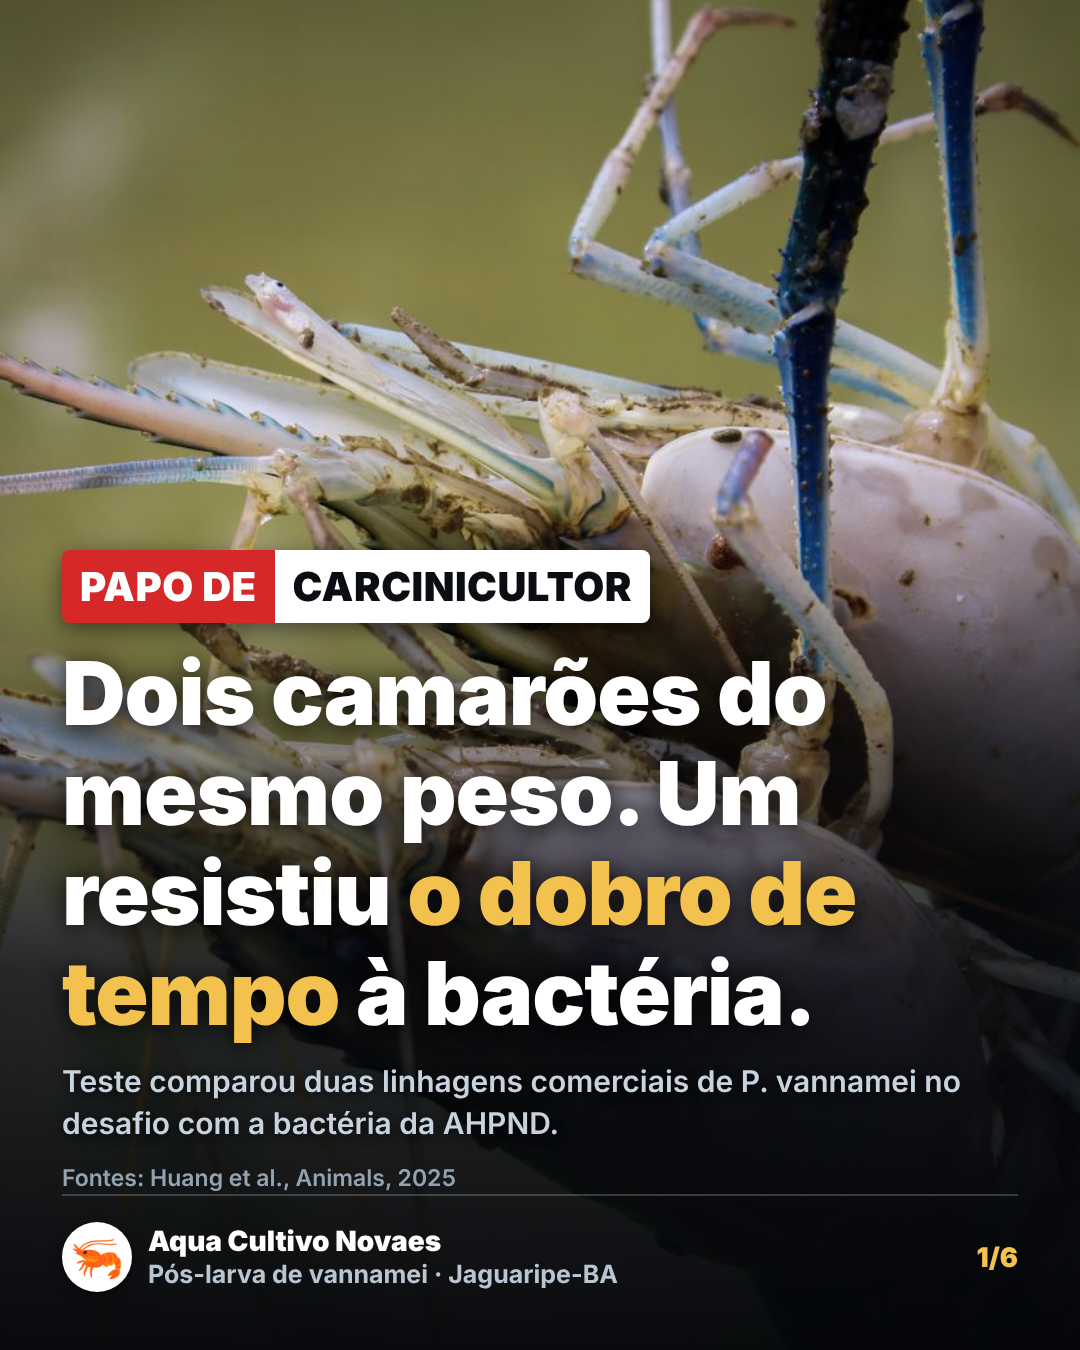 PAPO DE CARCINICULTOR
Dois camarões do
mesmo peso. Um
resistiu o dobro de
tempo à bactéria.
Teste comparou duas linhagens comerciais de P. vannamei no
desafio com a bactéria da AHPND.
Fontes: Huang et al., Animals, 2025
Aqua Cultivo Novaes
Pós-larva de vannamei · Jaguaripe-BA
1/6